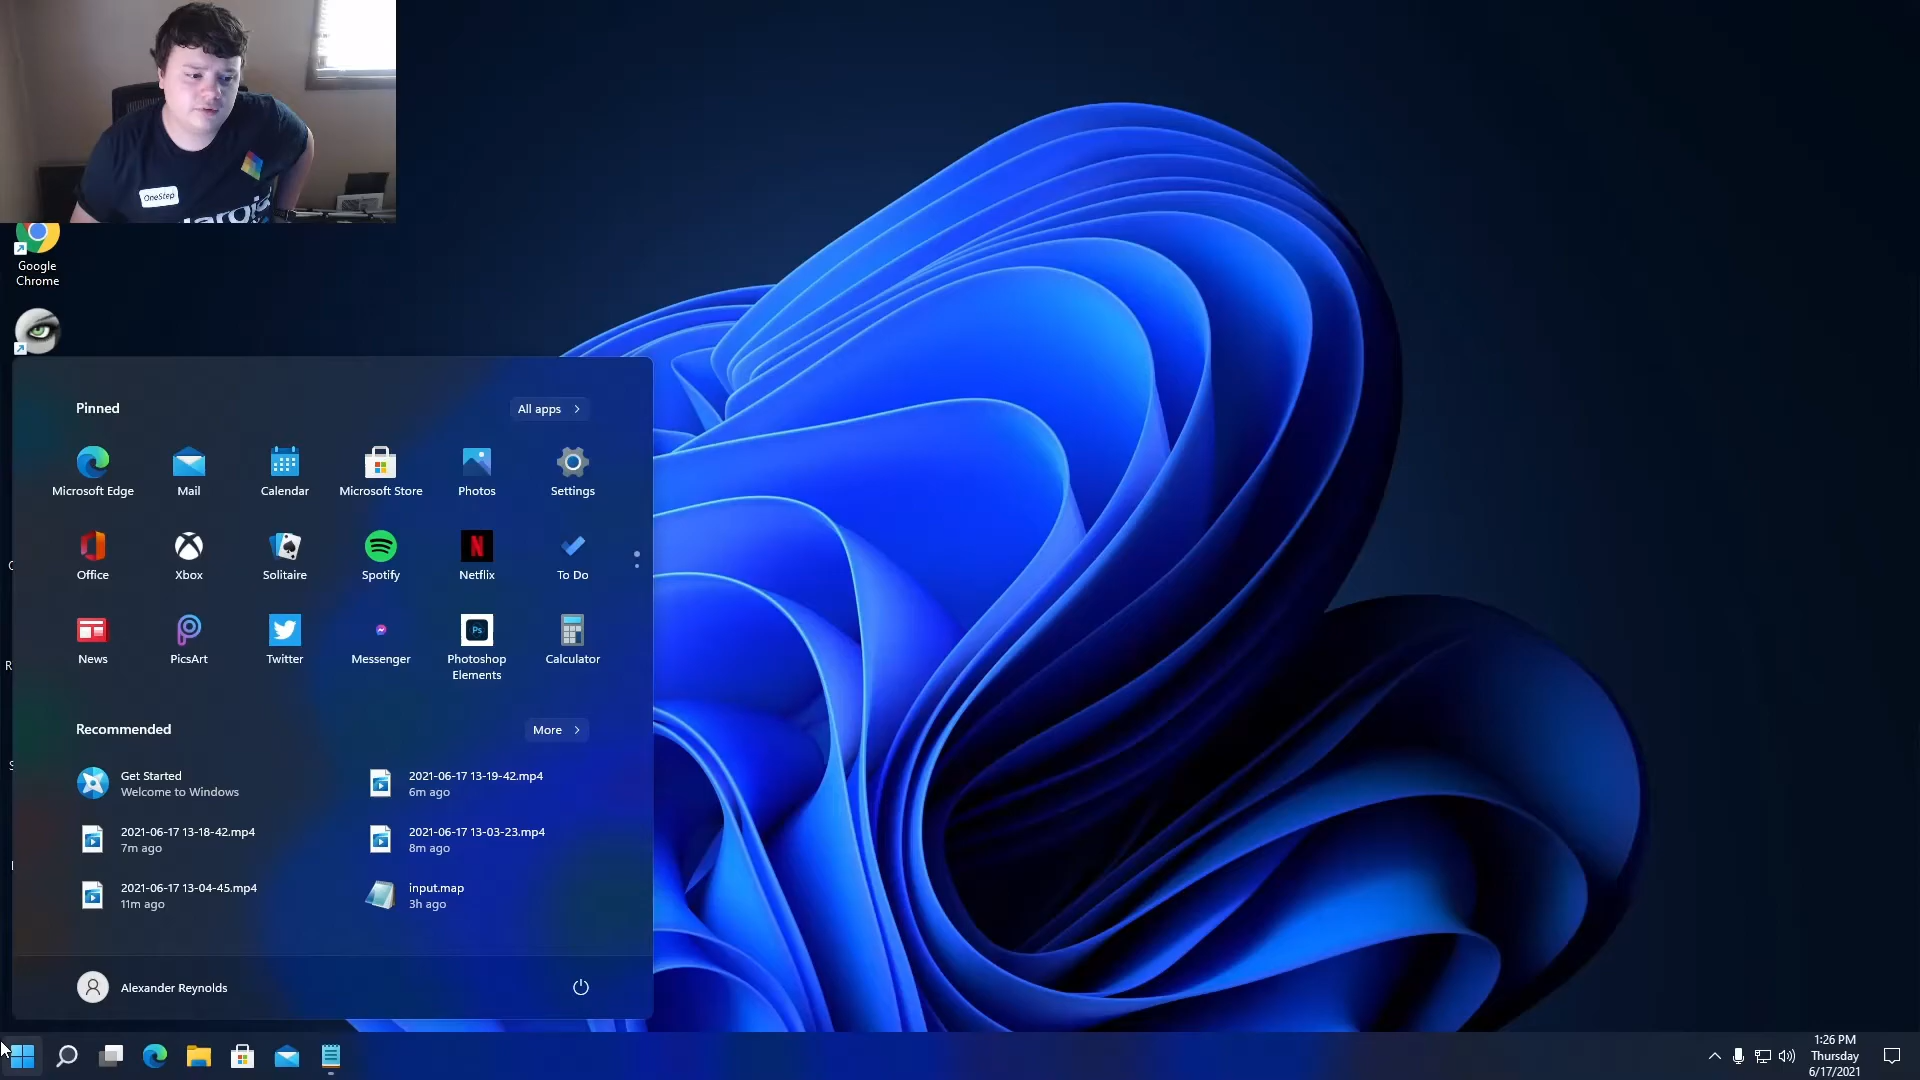 OneStep
Google
Chrome
Pinned
All apps
Microsoft Edge
Mail
Calendar
Microsoft Store
Photos
Settings
Office
Xbox
Solitaire
Spotify
Netflix
To Do
News
PicsArt
Twitter
Messenger
Photoshop
Elements
Calculator
Recommended
More
Get Started
Welcome to Windows
2021-06-17 13-19-42.mp4
6m ago
2021-06-17 13-18-42.mp4
7m ago
2021-06-17 13-03-23.mp4
8m ago
2021-06-17 13-04-45.mp4
11m ago
input.map
3h ago
Alexander Reynolds
1:26 PM
Thursday
6/17/2021